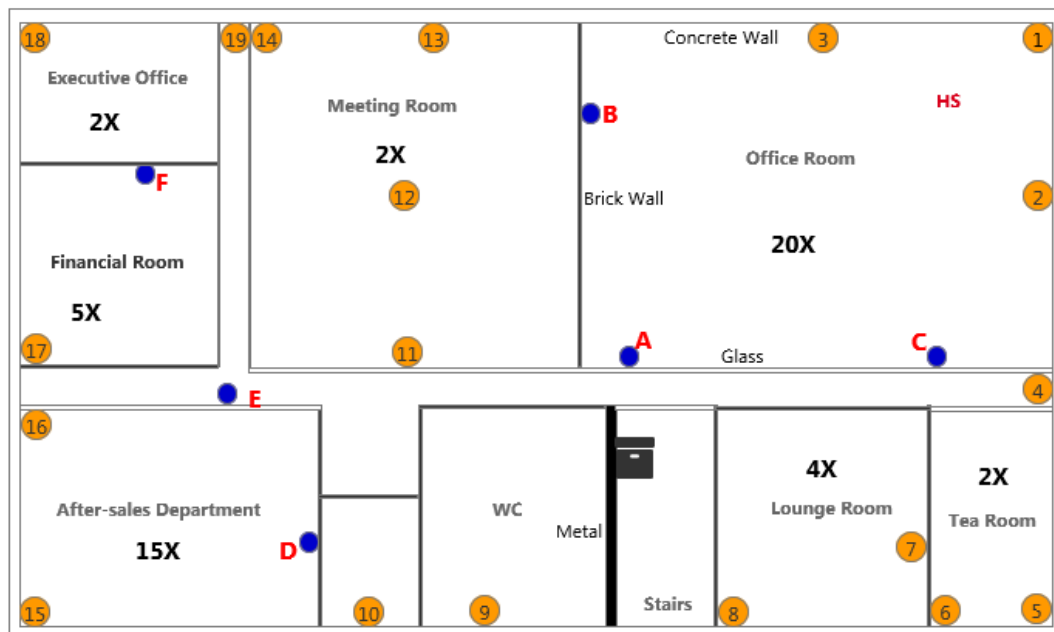 18
19
14
13
Concrete Wall
3
1
Executive Office
2X
Meeting Room
2X
HS
B
Office Room
F
12
Brick Wall
2
20X
Financial Room
5X
17
11
A
Glass
C
E
4
16
After-sales Department
15X
D
WC
Metal
4X
Lounge Room
2X
Tea Room
7
15
10
9
Stairs
8
6
5